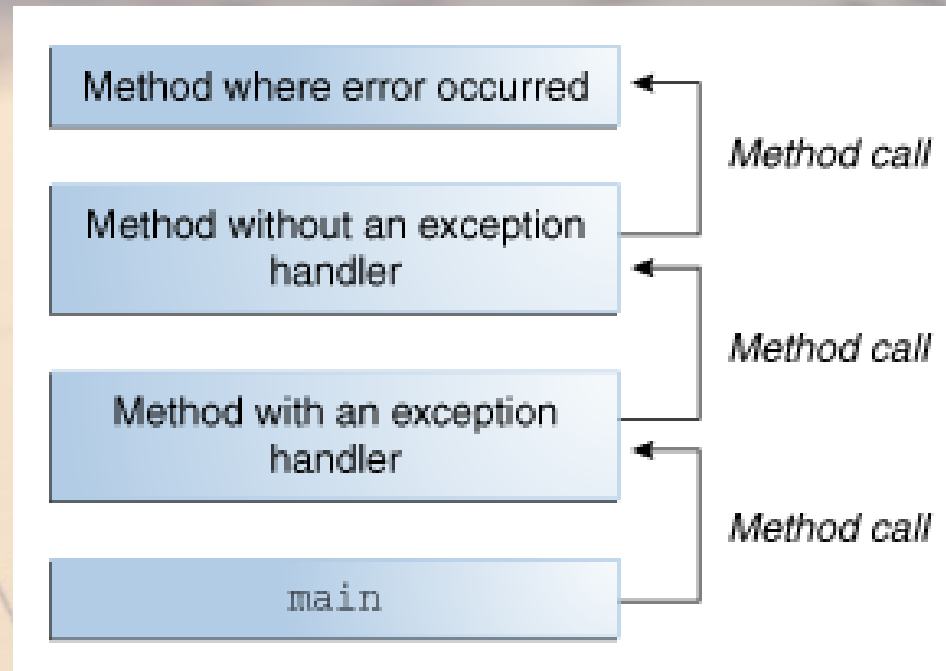 Method where error occurred
Method call
Method without an exception
handler
Method call
Method with an exception
handler
Method call
main